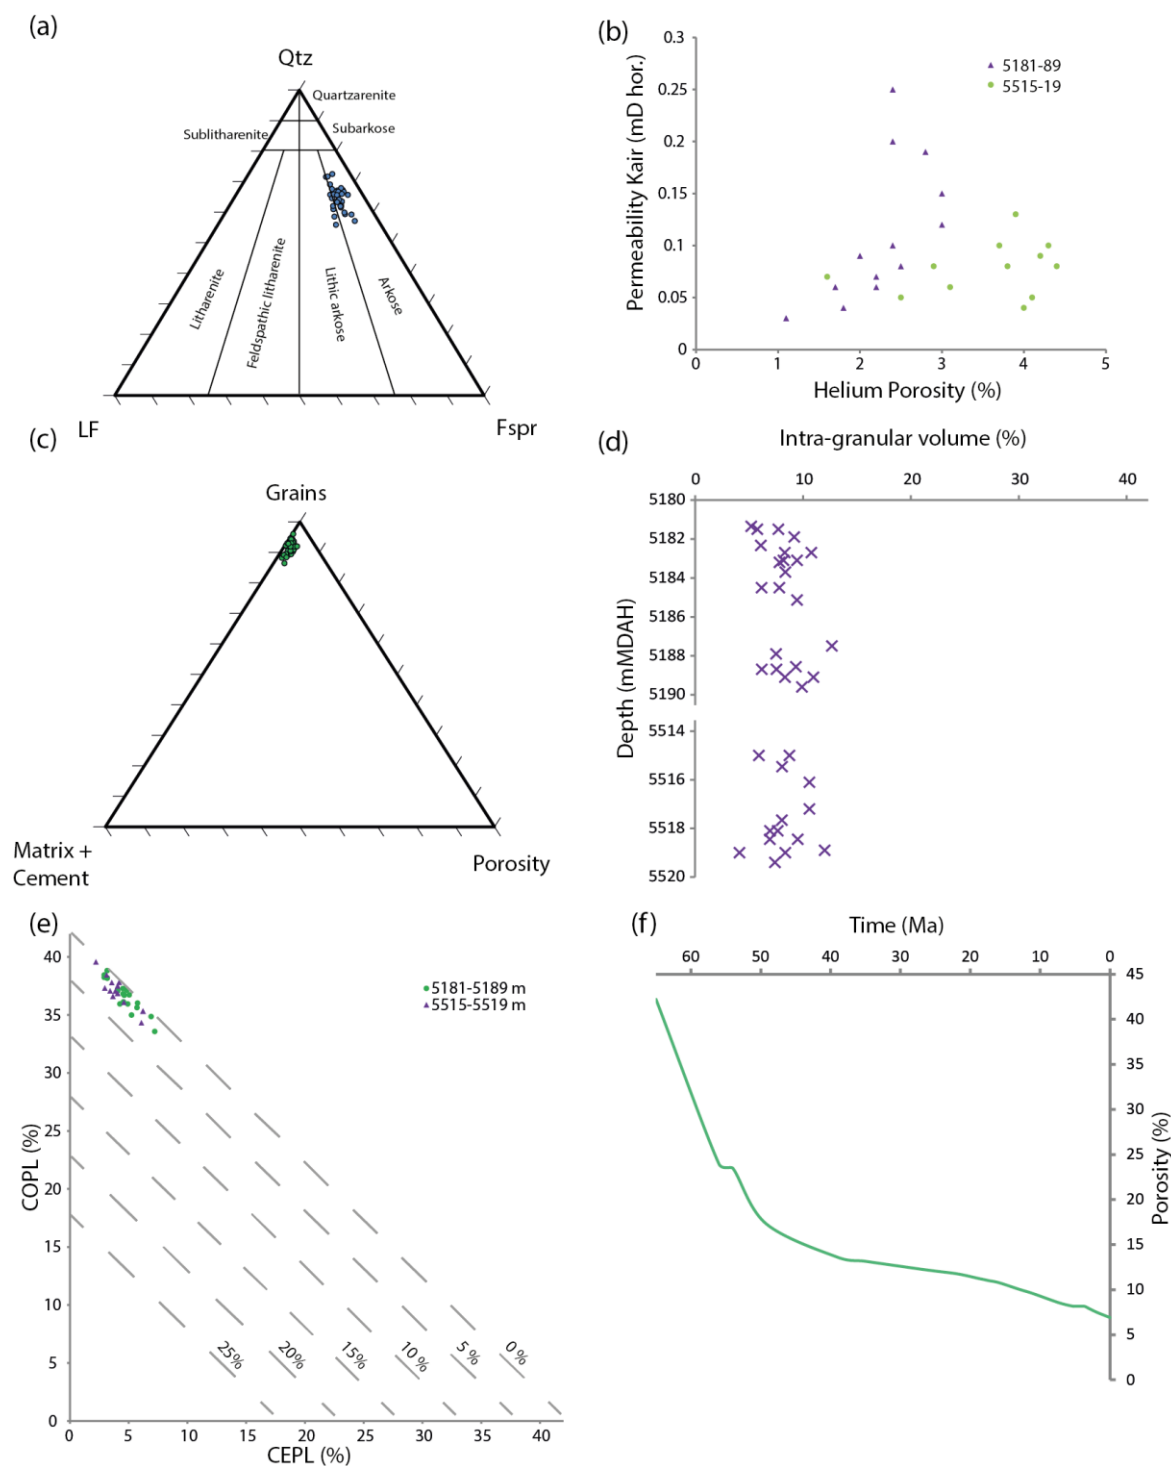 (a)
Qtz
Quartzarenite
Sublitharenite
Subarkose
Litharenite
Feldspathic litharenite
Lithic arkose
Arkose
LF
Fspr
(b)
Permeability Kair (mD hor.)
0.3
0.25
0.2
0.15
0.1
0.05
0
5181-89
5515-19
0 1 2 3 4 5
Helium Porosity (%)
(c)
Grains
Matrix +
Cement
Porosity
(d)
Intra-granular volume (%)
0 10 20 30 40
Depth (mMDAH)
5180
5182
5184
5186
5188
5190
5514
5516
5518
5520
(e)
COPL (%)
40
35
30
25
20
15
10
5
0
5181-5189 m
5515-5519 m
25% 20% 15% 10 % 5 % 0 %
0 5 10 15 20 25 30 35 40
CEPL (%)
(f)
Time (Ma)
60 50 40 30 20 10 0
45
40
35
30
25
20
15
10
5
0
Porosity (%)